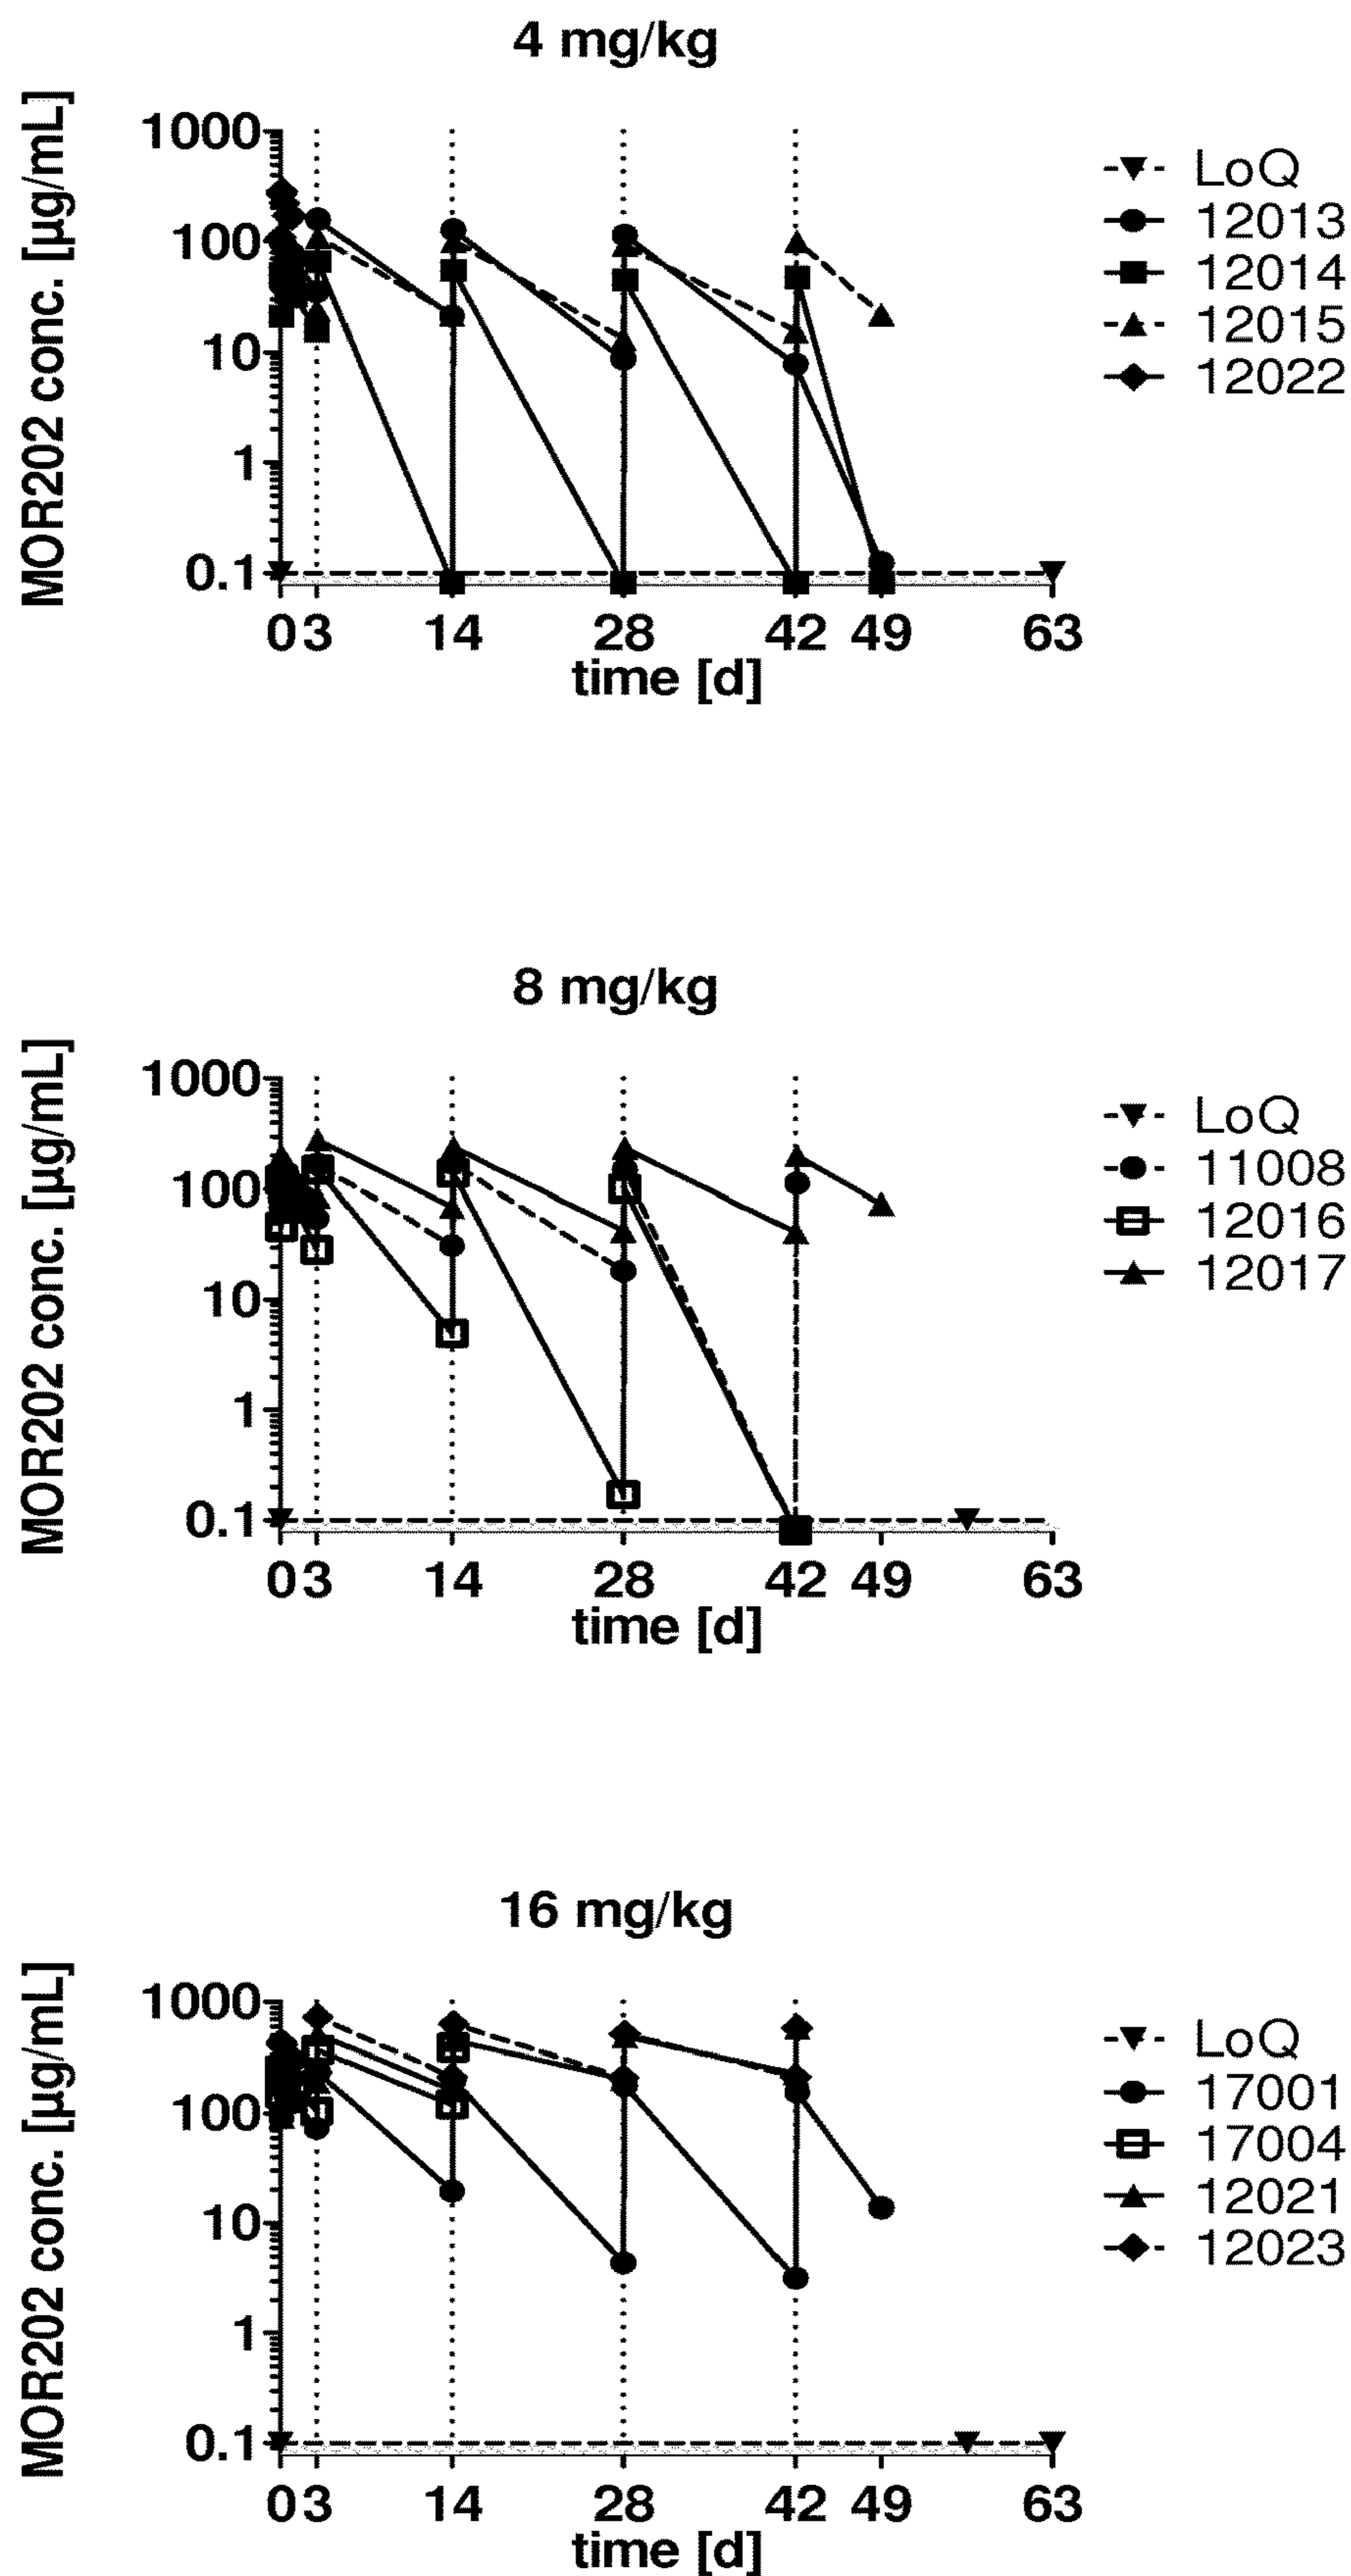 4 mg/kg
MOR202 conc. [µg/mL]
1000
100
10
1
0.1
0 3 14 28 42 49 63
time [d]
LoQ
12013
12014
12015
12022
8 mg/kg
MOR202 conc. [µg/mL]
1000
100
10
1
0.1
0 3 14 28 42 49 63
time [d]
LoQ
11008
12016
12017
16 mg/kg
MOR202 conc. [µg/mL]
1000
100
10
1
0.1
0 3 14 28 42 49 63
time [d]
LoQ
17001
17004
12021
12023